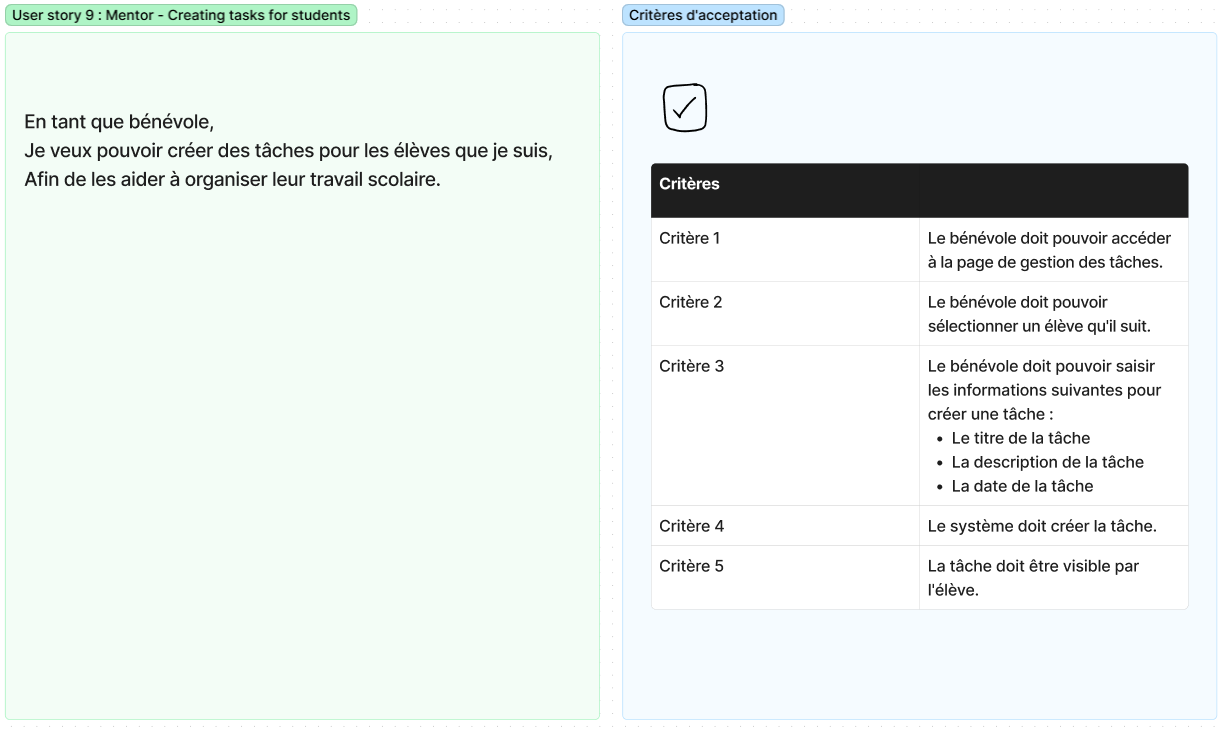 User story 9 : Mentor - Creating tasks for students
En tant que bénévole,
Je veux pouvoir créer des tâches pour les élèves que je suis,
Afin de les aider à organiser leur travail scolaire.
Critères d'acceptation
Critères
Critère 1
Le bénévole doit pouvoir accéder
à la page de gestion des tâches.
Critère 2
Le bénévole doit pouvoir
sélectionner un élève qu'il suit.
Critère 3
Le bénévole doit pouvoir saisir
les informations suivantes pour
créer une tâche :
• Le titre de la tâche
• La description de la tâche
• La date de la tâche
Critère 4
Le système doit créer la tâche.
Critère 5
La tâche doit être visible par
l'élève.